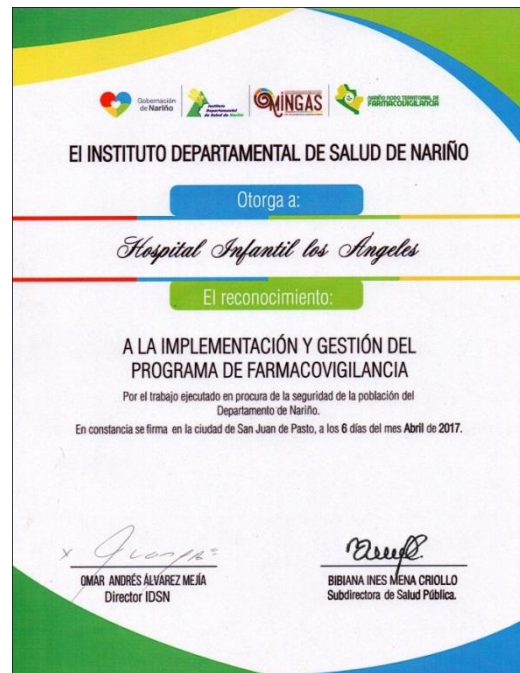 Gobernación
de Nariño
Instituto
Departamental
de Salud de Nariño
MINGAS
NARIÑO NODO TERRITORIAL DE
FARMACOVIGILANCIA
El INSTITUTO DEPARTAMENTAL DE SALUD DE NARIÑO
Otorga a:
Hospital Infantil los Ángeles
El reconocimiento:
A LA IMPLEMENTACIÓN Y GESTIÓN DEL
PROGRAMA DE FARMACOVIGILANCIA
Por el trabajo ejecutado en procura de la seguridad de la población del
Departamento de Nariño.
En constancia se firma en la ciudad de San Juan de Pasto, a los 6 días del mes Abril de 2017.
OMAR ANDRÉS ÁLVAREZ MEJÍA
Director IDSN
BIBIANA INES MENA CRIOLLO
Subdirectora de Salud Pública.